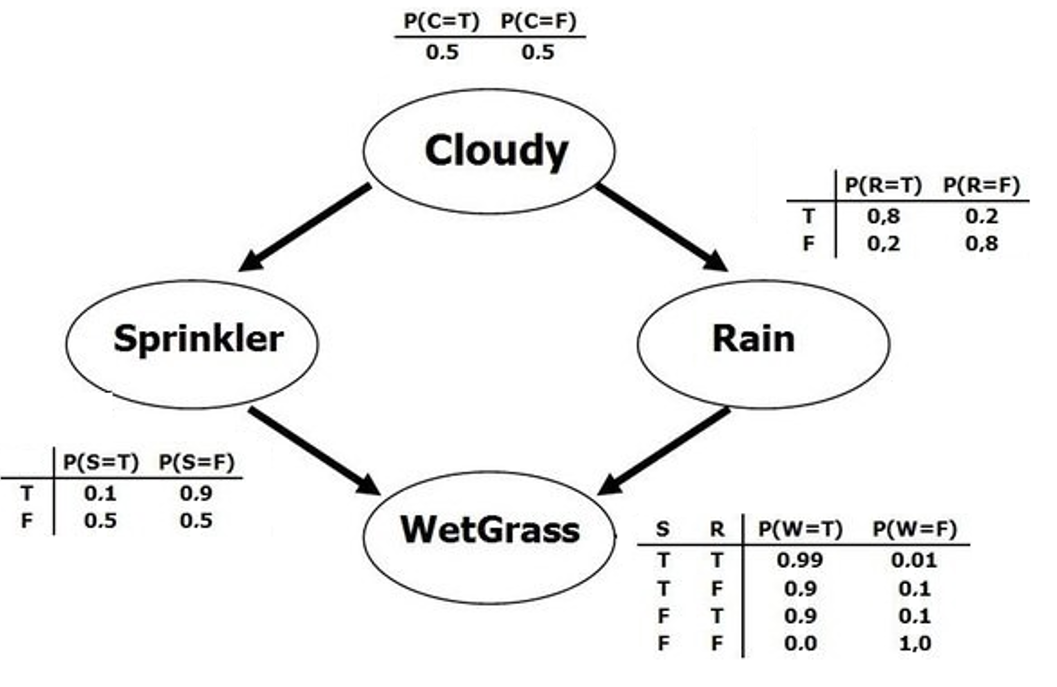 P(C=T) P(C=F)
0.5 0.5
Cloudy
P(R=T) P(R=F)
T 0,8 0.2
F 0,2 0,8
Sprinkler
Rain
P(S=T) P(S=F)
T 0.1 0.9
F 0.5 0.5
WetGrass
S R P(W=T) P(W=F)
T T 0.99 0.01
T F 0.9 0.1
F T 0.9 0.1
F F 0.0 1,0